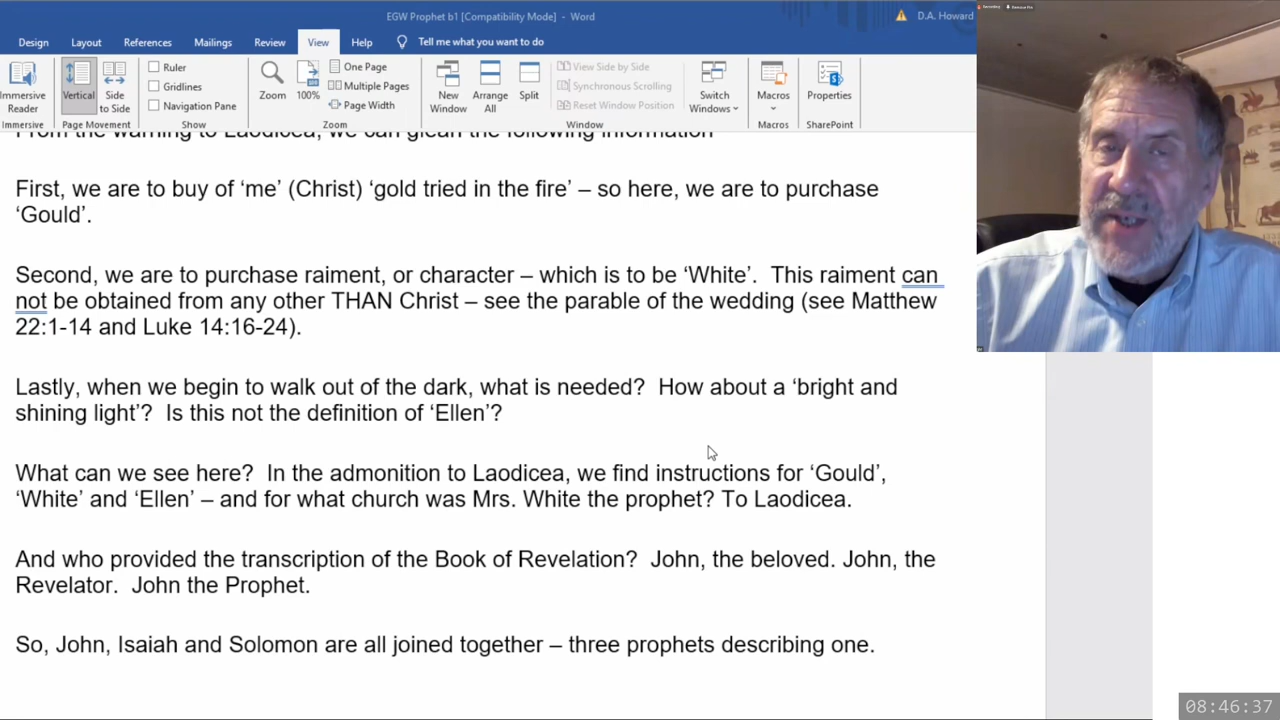 EGW Prophet b1 [Compatibility Mode] - Word
D.A. Howard
Design Layout References Mailings Review View Help Tell me what you want to do
Immersive
Reader
Immersive
Vertical
Side
to Side
Page Movement
Ruler
Gridlines
Navigation Pane
Show
Zoom
100%
One Page
Multiple Pages
Page Width
Zoom
New
Window
Arrange
All
Split
View Side by Side
Synchronous Scrolling
Reset Window Position
Window
Switch
Windows
Macros
Macros
Properties
SharePoint
From the warning to Laodicea, we can glean the following information
First, we are to buy of ‘me’ (Christ) ‘gold tried in the fire’ – so here, we are to purchase
‘Gould’.
Second, we are to purchase raiment, or character – which is to be ‘White’. This raiment can
not be obtained from any other THAN Christ – see the parable of the wedding (see Matthew
22:1-14 and Luke 14:16-24).
Lastly, when we begin to walk out of the dark, what is needed? How about a ‘bright and
shining light’? Is this not the definition of ‘Ellen’?
What can we see here? In the admonition to Laodicea, we find instructions for ‘Gould’,
‘White’ and ‘Ellen’ – and for what church was Mrs. White the prophet? To Laodicea.
And who provided the transcription of the Book of Revelation? John, the beloved. John, the
Revelator. John the Prophet.
So, John, Isaiah and Solomon are all joined together – three prophets describing one.
08:46:37